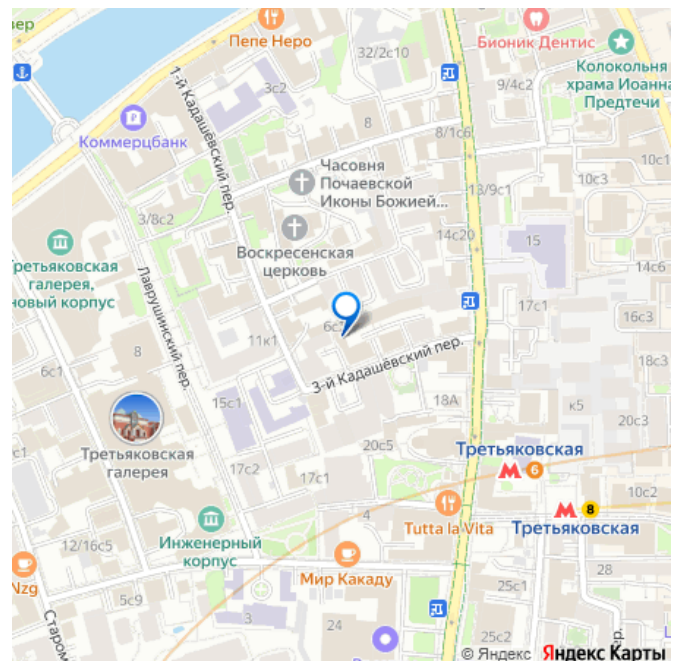 Пепе Неро
32/2с10
Бионик Дентис
Колокольня
храма Иоанна
Предтечи
3с2
9/4с2
1-й Кадашёвский пер.
Коммерцбанк
8
8/1с6
10с1
10с3
Часовня
Почаевской
Иконы Божией...
13/9с1
3/8с2
Воскресенская
церковь
14с20
15
14с6
Третьяковская
галерея,
новый корпус
Лаврушинский пер.
17с1
16с3
11к1
8
3-й Кадашёвский пер.
18с3
6с1
15с1
18А
к5
20с3
Третьяковская
галерея
20с5
Третьяковская
6
17с2
17с1
10с2
4
Tutta la Vita
8
Третьяковская
Инженерный
корпус
12/16с5
Nzg
Мир Какаду
28
5с9
3
25с1
24
25с2
пер.
© Яндекс Яндекс Карты